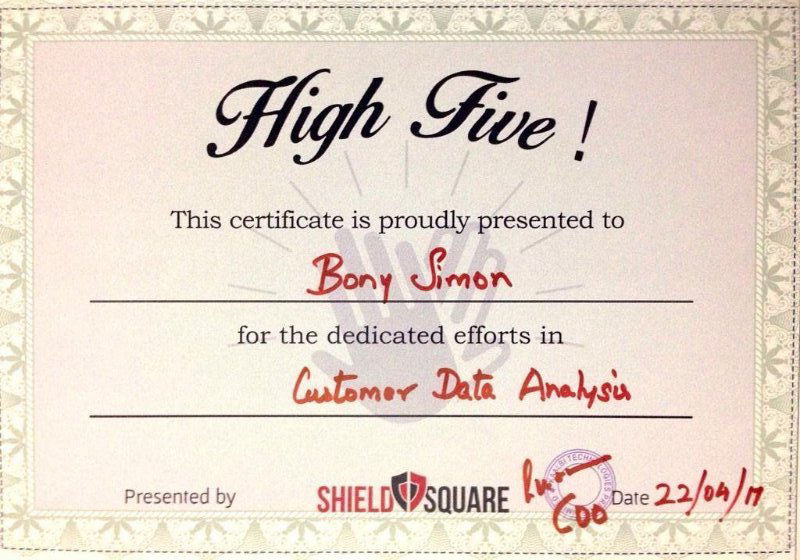 High Five!
This certificate is proudly presented to
Bony Simon
for the dedicated efforts in
Customer Data Analysis
Presented by SHIELD SQUARE COO Date 22/04/17